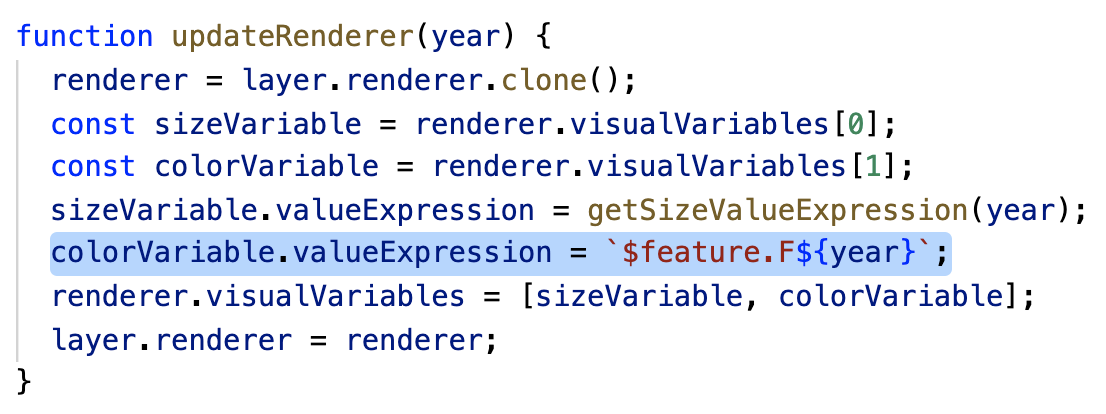 function updateRenderer(year) {
  renderer = layer.renderer.clone();
  const sizeVariable = renderer.visualVariables[0];
  const colorVariable = renderer.visualVariables[1];
  sizeVariable.valueExpression = getSizeValueExpression(year);
  colorVariable.valueExpression = `$feature.F${year}`;
  renderer.visualVariables = [sizeVariable, colorVariable];
  layer.renderer = renderer;
}